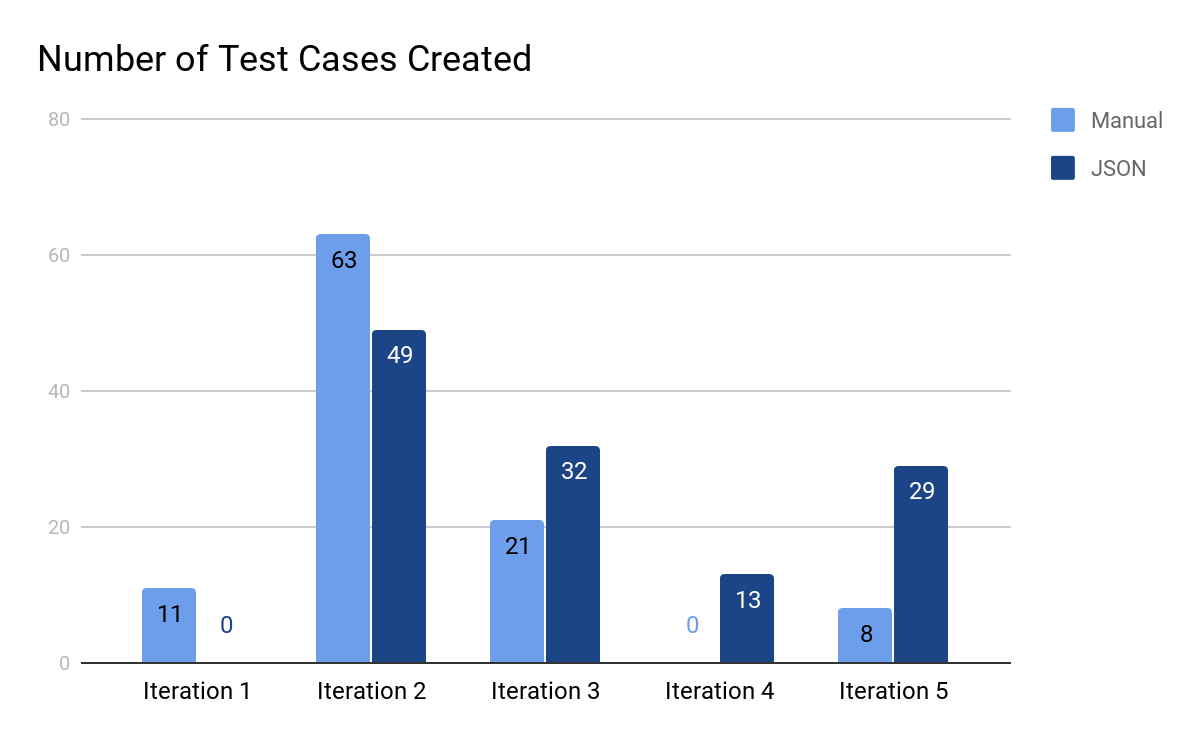 Number of Test Cases Created
80
60
40
20
0
Manual
JSON
11
0
63
49
21
32
0
13
8
29
Iteration 1
Iteration 2
Iteration 3
Iteration 4
Iteration 5